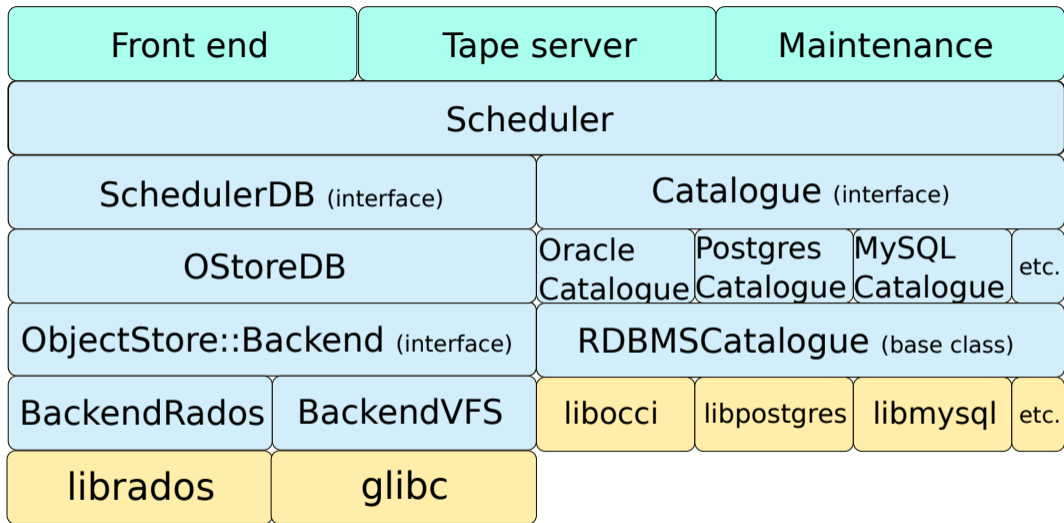 Front end
Tape server
Maintenance
Scheduler
SchedulerDB (interface)
Catalogue (interface)
OStoreDB
Oracle
Catalogue
Postgres
Catalogue
MySQL
Catalogue
etc.
ObjectStore::Backend (interface)
RDBMSCatalogue (base class)
BackendRados
BackendVFS
libocci
libpostgres
libmysql
etc.
librados
glibc